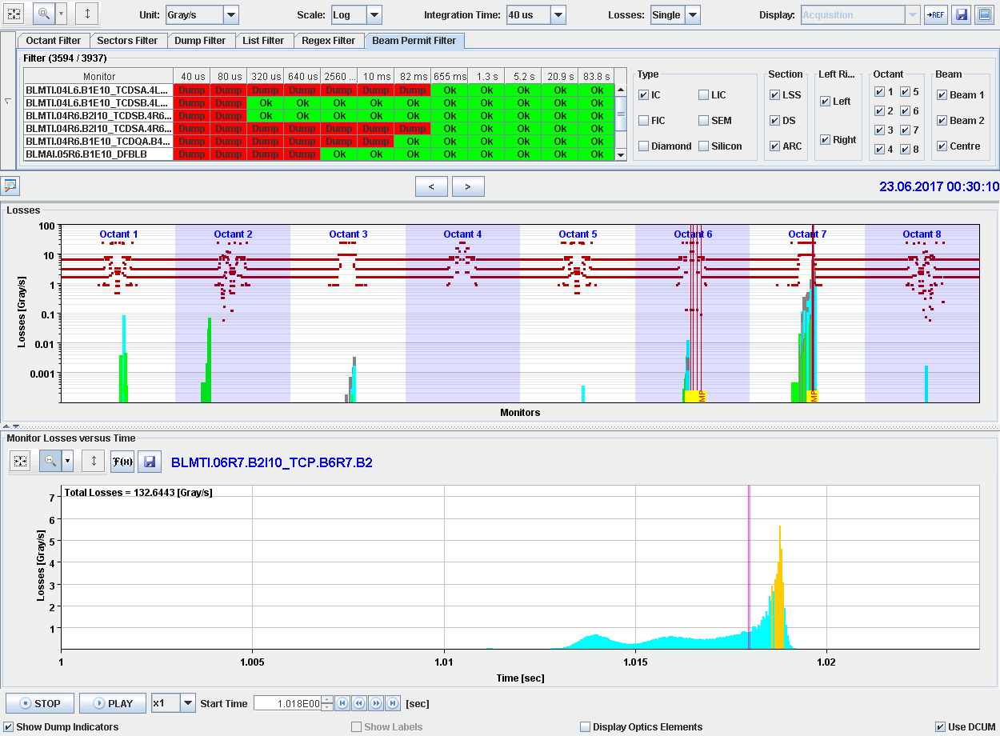 Unit: Gray/s Scale: Log Integration Time: 40 us Losses: Single Display: Acquisition →REF
Octant Filter Sectors Filter Dump Filter List Filter Regex Filter Beam Permit Filter
Filter (3594 / 3937)
Monitor 40 us 80 us 320 us 640 us 2560 ... 10 ms 82 ms 655 ms 1.3 s 5.2 s 20.9 s 83.8 s
BLMTI.04L6.B1E10_TCDSA.4L... Dump Dump Dump Dump Dump Dump Dump Ok Ok Ok Ok Ok
BLMTI.04L6.B1E10_TCDSB.4L... Dump Dump Ok Ok Ok Ok Ok Ok Ok Ok Ok Ok
BLMTI.04R6.B2I10_TCDSB.4R6... Dump Dump Ok Ok Ok Ok Ok Ok Ok Ok Ok Ok
BLMTI.04R6.B2I10_TCDSA.4R6... Dump Dump Dump Dump Dump Dump Dump Ok Ok Ok Ok Ok
BLMTI.04R6.B2I10_TCDQA.B4... Dump Dump Dump Dump Dump Dump Ok Ok Ok Ok Ok Ok
BLMAI.05R6.B1E10_DFBLB Dump Dump Dump Dump Ok Ok Ok Ok Ok Ok Ok Ok
Type
IC LIC
FIC SEM
Diamond Silicon
Section
LSS
DS
ARC
Left Ri...
Left
Right
Octant
1 5
2 6
3 7
4 8
Beam
Beam 1
Beam 2
Centre
< > 23.06.2017 00:30:10
Losses
Octant 1 Octant 2 Octant 3 Octant 4 Octant 5 Octant 6 Octant 7 Octant 8
100
10
1
0.1
0.01
0.001
Losses [Gray/s]
MP MP
Monitors
Monitor Losses versus Time
F(x) BLMTI.06R7.B2I10_TCP.B6R7.B2
Total Losses = 132.6443 [Gray/s]
7
6
5
4
3
2
1
Losses [Gray/s]
1 1.005 1.01 1.015 1.02
Time [sec]
STOP PLAY x1 Start Time 1.018E00 [sec]
Show Dump Indicators Show Labels Display Optics Elements Use DCUM